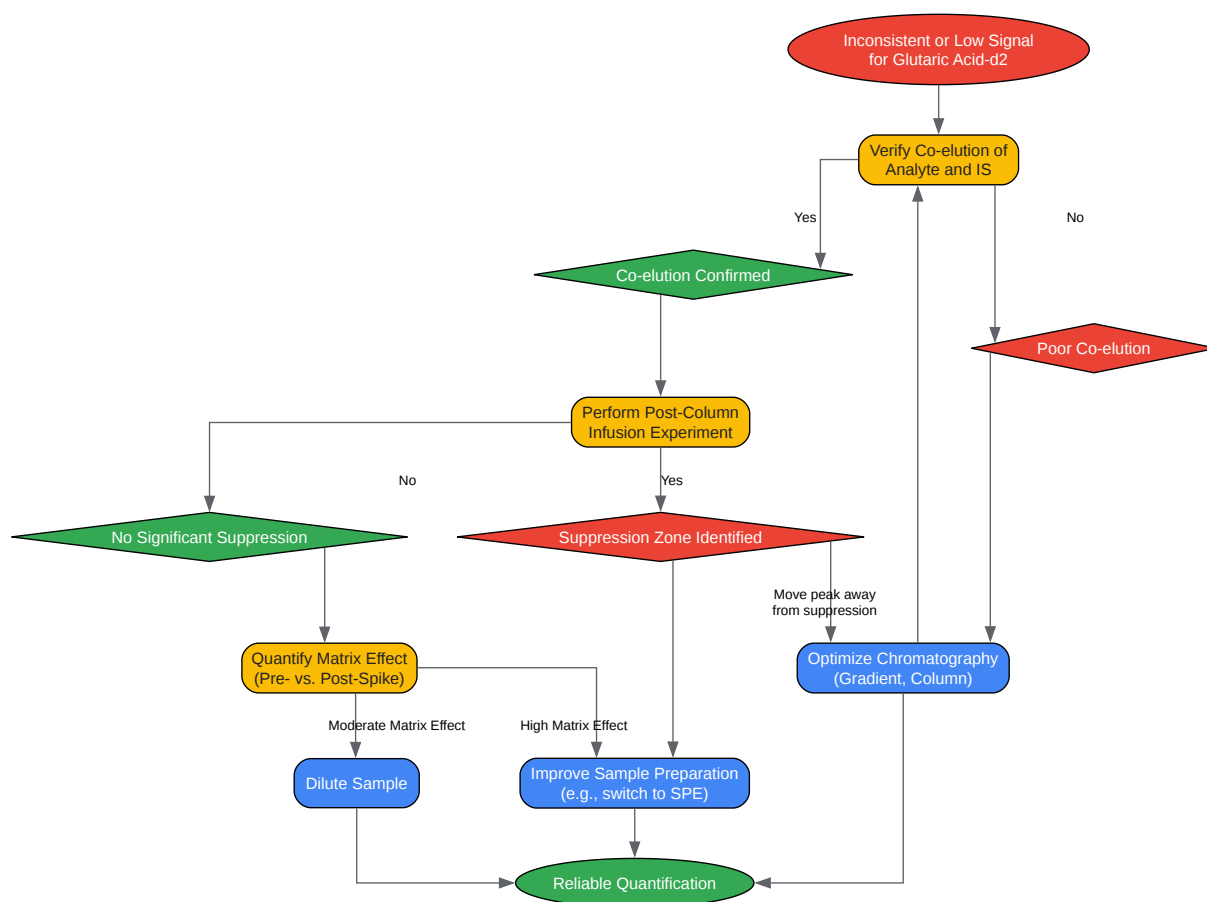 Inconsistent or Low Signal
for Glutaric Acid-d2
Verify Co-elution of
Analyte and IS
Yes
No
Co-elution Confirmed
Poor Co-elution
Perform Post-Column
Infusion Experiment
No
Yes
No Significant Suppression
Suppression Zone Identified
Move peak away
from suppression
Quantify Matrix Effect
(Pre- vs. Post-Spike)
Optimize Chromatography
(Gradient, Column)
Moderate Matrix Effect
High Matrix Effect
Dilute Sample
Improve Sample Preparation
(e.g., switch to SPE)
Reliable Quantification